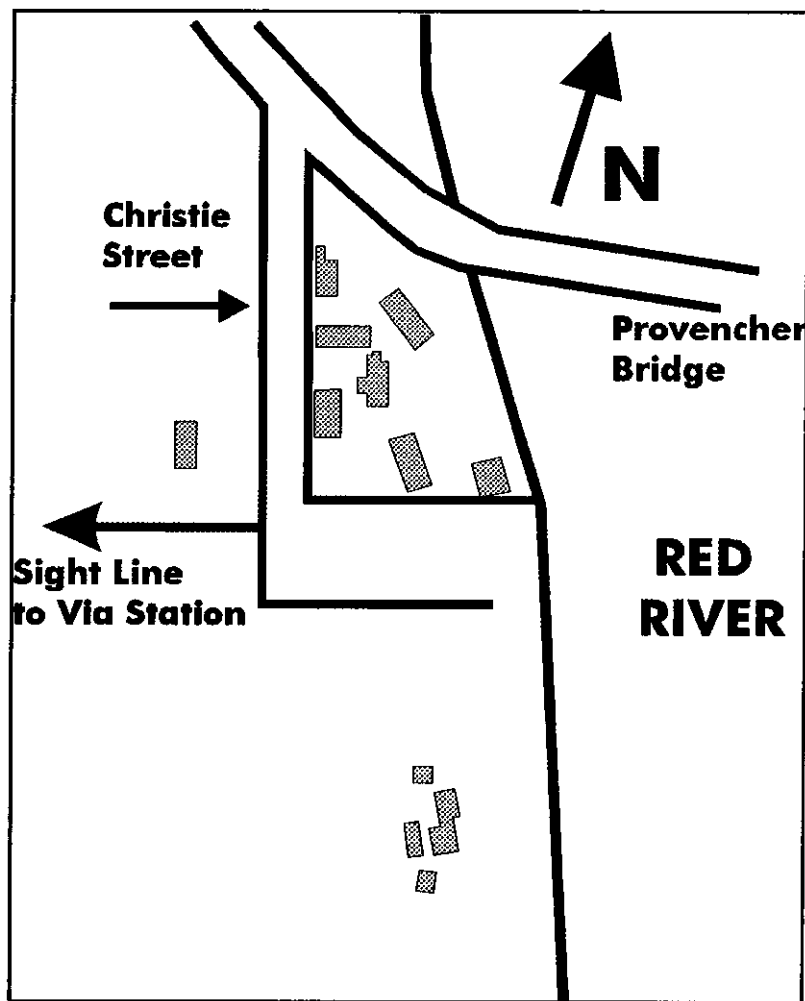 N
Christie
Street
Provencher
Bridge
Sight Line
to Via Station
RED
RIVER